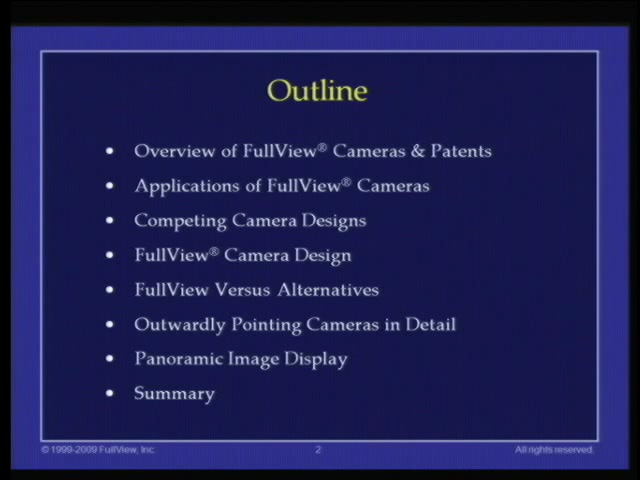 Outline
• Overview of FullView® Cameras & Patents
• Applications of FullView® Cameras
• Competing Camera Designs
• FullView® Camera Design
• FullView Versus Alternatives
• Outwardly Pointing Cameras in Detail
• Panoramic Image Display
• Summary
© 1999-2009 FullView, Inc. 2 All rights reserved.